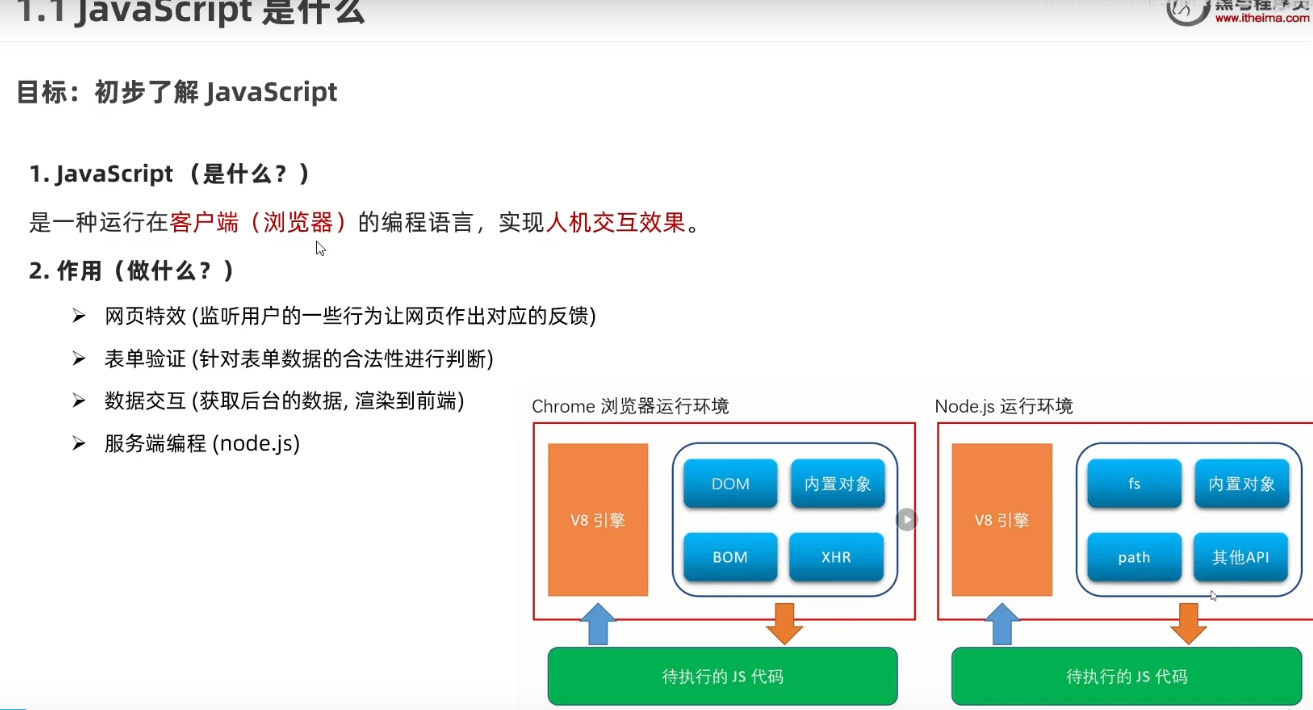 1.1 JavaScript 是什么
黑马程序员
www.itheima.com
目标：初步了解 JavaScript
1. JavaScript （是什么？）
是一种运行在客户端（浏览器）的编程语言，实现人机交互效果。
2. 作用（做什么？）
➢ 网页特效 (监听用户的一些行为让网页作出对应的反馈)
➢ 表单验证 (针对表单数据的合法性进行判断)
➢ 数据交互 (获取后台的数据, 渲染到前端)
➢ 服务端编程 (node.js)
Chrome 浏览器运行环境
V8 引擎
DOM
内置对象
BOM
XHR
待执行的 JS 代码
Node.js 运行环境
V8 引擎
fs
内置对象
path
其他API
待执行的 JS 代码